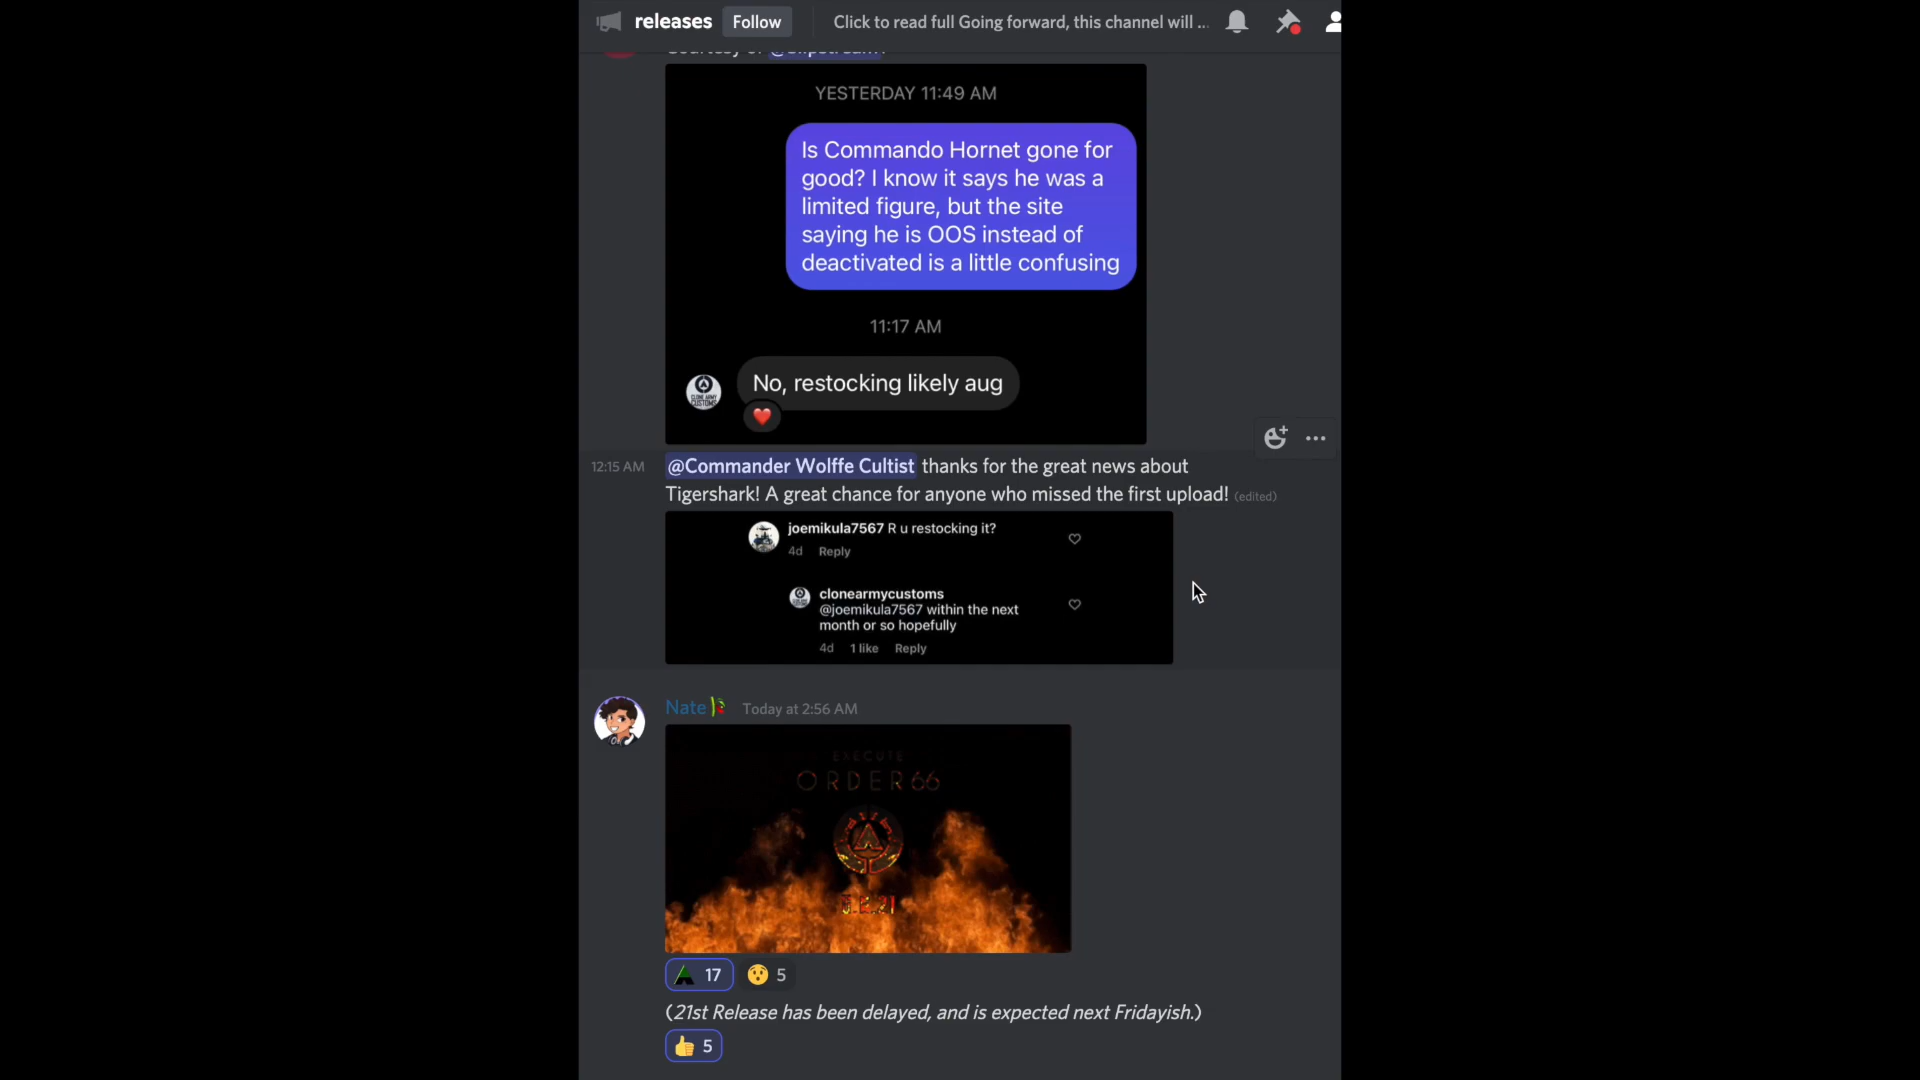 releases Follow Click to read full Going forward, this channel will ...
YESTERDAY 11:49 AM
Is Commando Hornet gone for
good? I know it says he was a
limited figure, but the site
saying he is OOS instead of
deactivated is a little confusing
11:17 AM
No, restocking likely aug
CLONE ARMY
CUSTOMS
12:15 AM @Commander Wolffe Cultist thanks for the great news about
Tigershark! A great chance for anyone who missed the first upload! (edited)
joemikula7567 R u restocking it?
4d Reply
clonearmycustoms
@joemikula7567 within the next
month or so hopefully
4d 1 like Reply
Nate Today at 2:56 AM
EXECUTE
ORDER 66
17 5
(21st Release has been delayed, and is expected next Fridayish.)
5